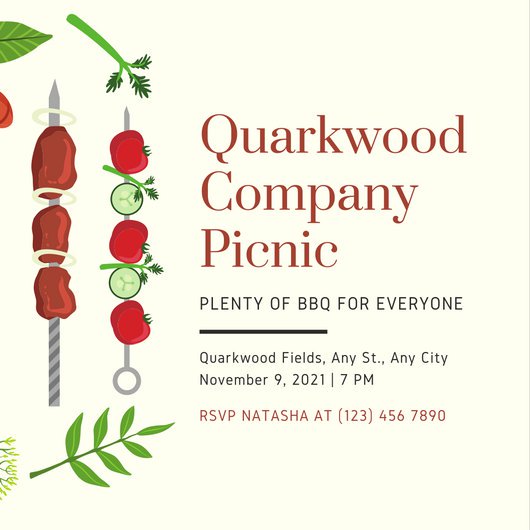 Quarkwood
Company
Picnic
PLENTY OF BBQ FOR EVERYONE
Quarkwood Fields, Any St., Any City
November 9, 2021 | 7 PM
RSVP NATASHA AT (123) 456 7890